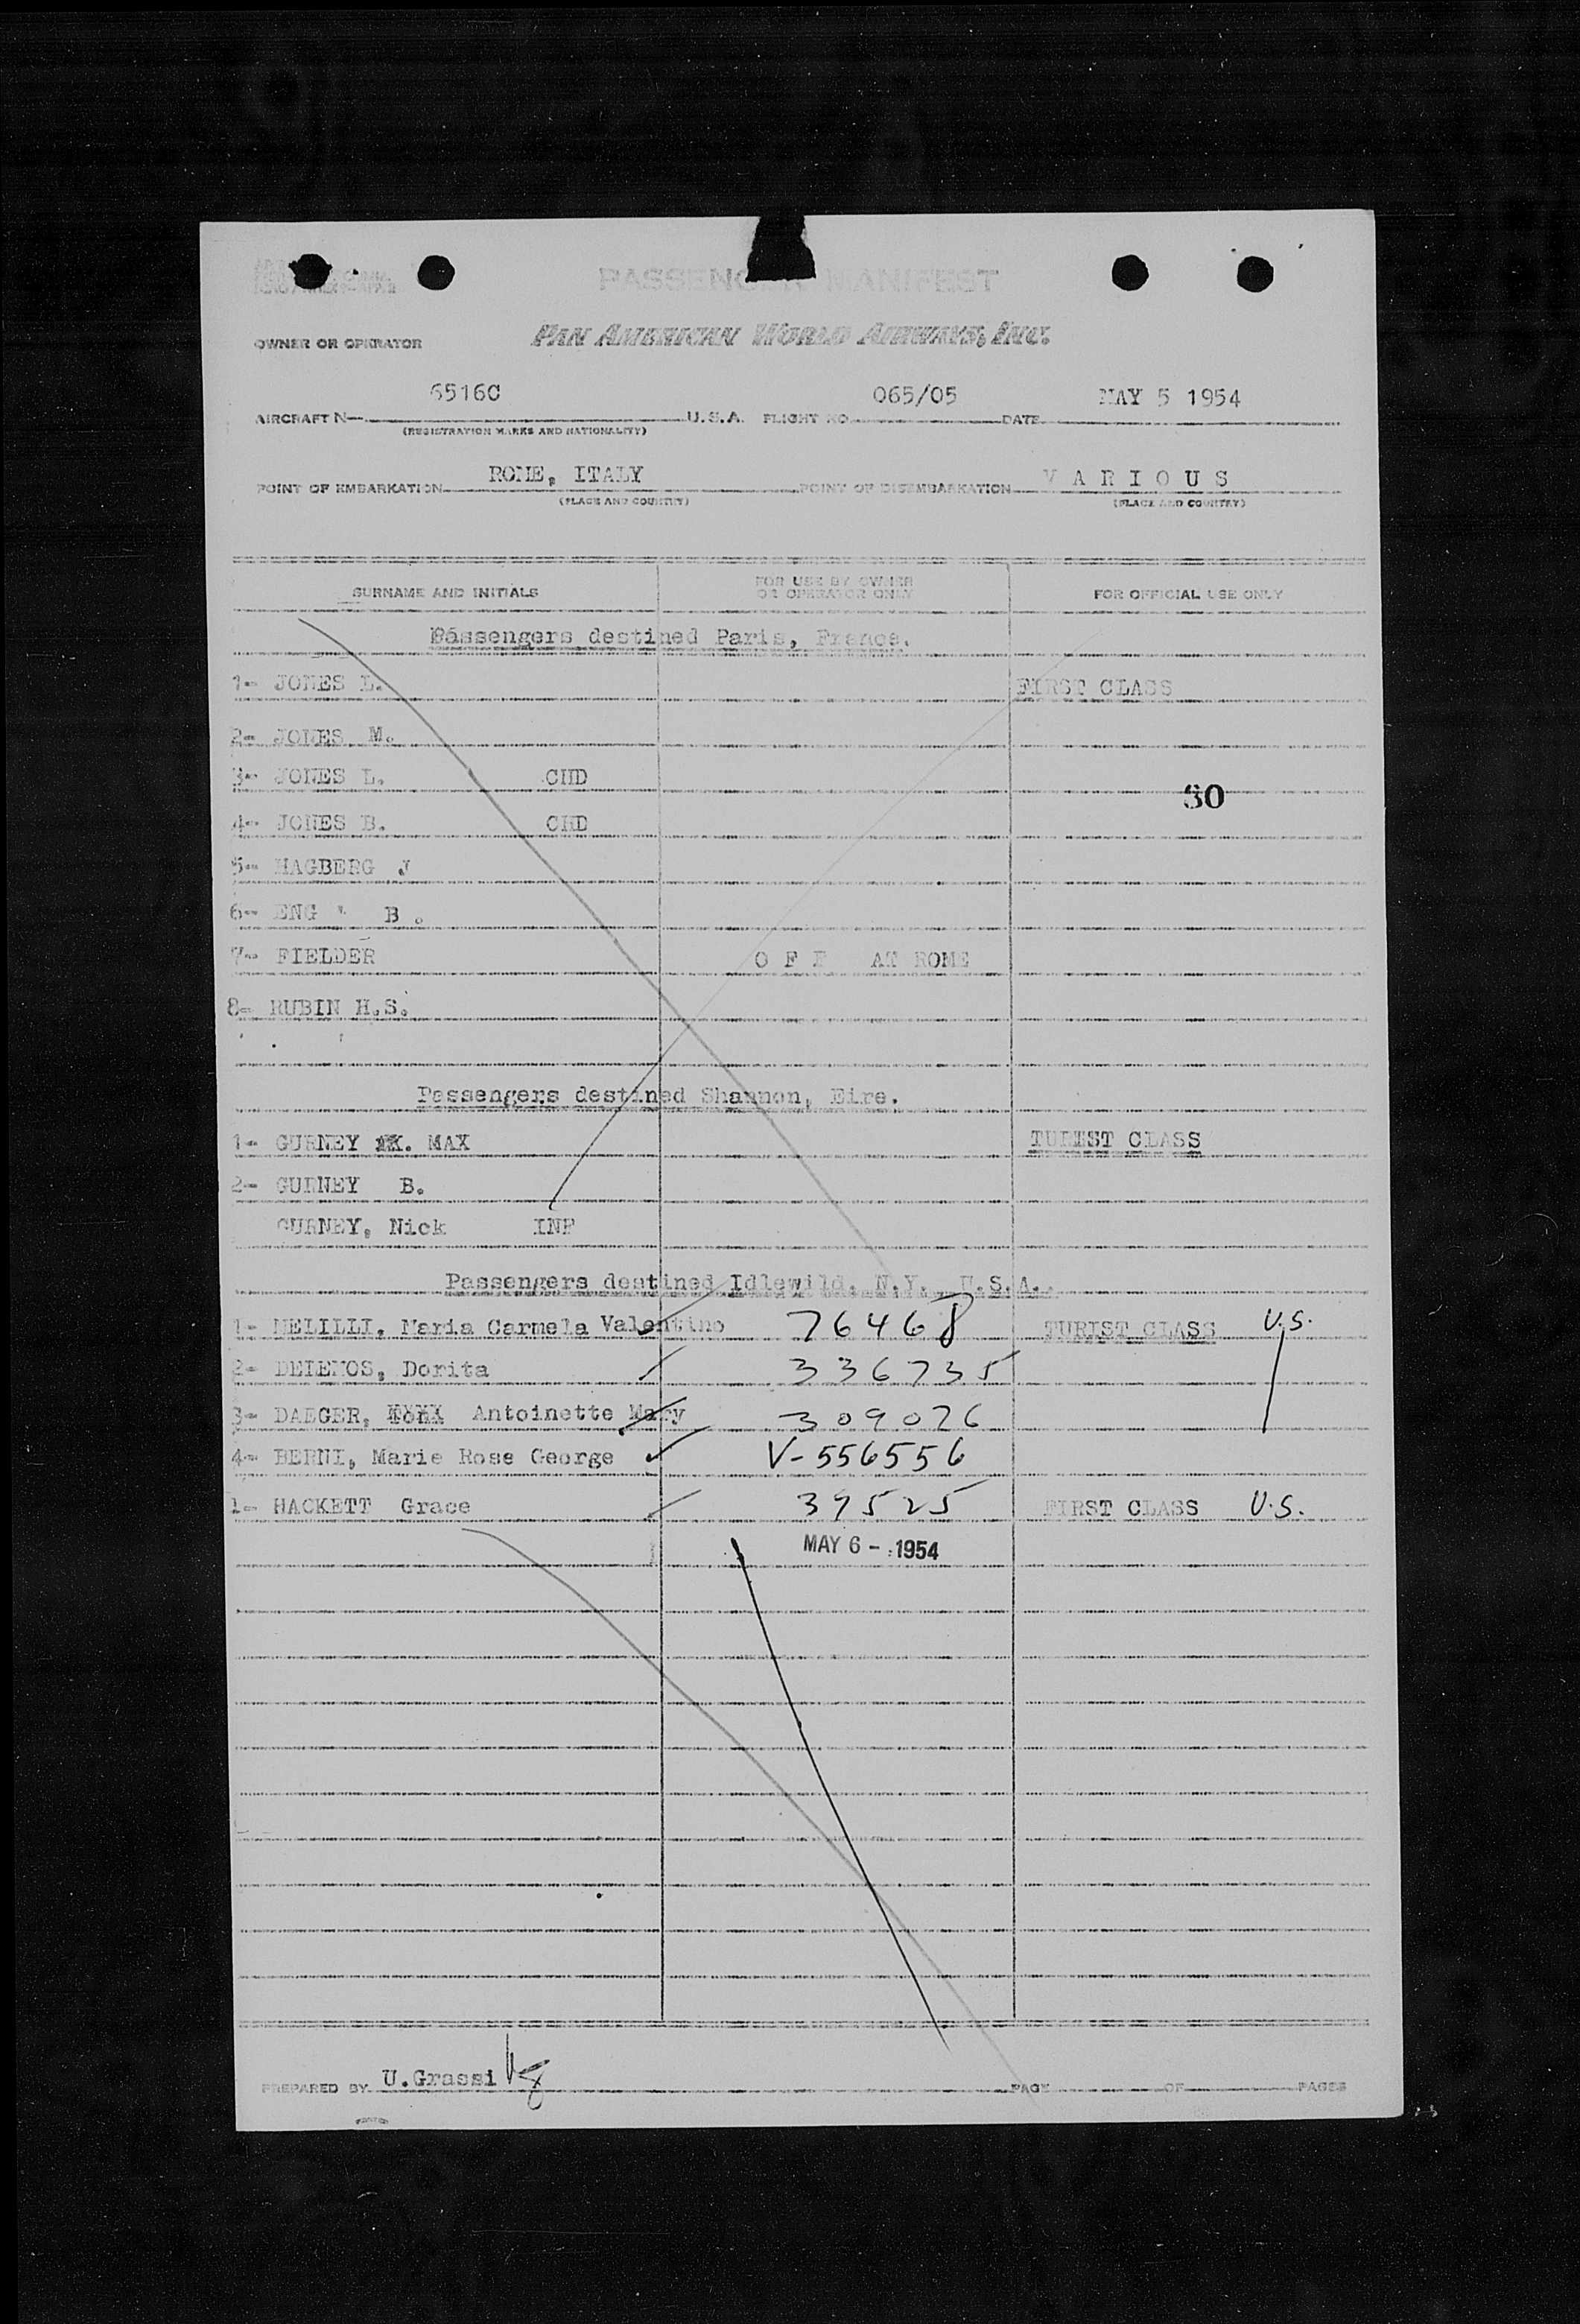 PASSENGER MANIFEST
OWNER OR OPERATOR PAN AMERICAN WORLD AIRWAYS, INC.
AIRCRAFT N— 6516C U.S.A. FLIGHT NO 065/05 DATE MAY 5 1954
(REGISTRATION MARKS AND NATIONALITY)
POINT OF EMBARKATION ROME, ITALY POINT OF DISEMBARKATION V A R I O U S
(PLACE AND COUNTRY) (PLACE AND COUNTRY)
SURNAME AND INITIALS FOR USE BY OWNER OR OPERATOR ONLY FOR OFFICIAL USE ONLY
Passengers destined Paris, France.
1- JONES L. FIRST CLASS
2- JONES M.
3- JONES L. CHD
30
4- JONES B. CHD
5- HAGBERG J
6- ENG B.
7- FIELDER O F F AT ROME
8- RUBIN H.S.
Passengers destined Shannon, Eire.
1- GURNEY K. MAX TURIST CLASS
2- GURNEY B.
GURNEY, Nick INF
Passengers destined Idlewild. N.Y. U.S.A.
1- MELILLI, Maria Carmela Valentino 76468 TURIST CLASS U.S.
2- Dorita 336735
3- DAEGER, Antoinette Mary 309026
4- BERNI, Marie Rose George V-556556
1- HACKETT Grace 39525 FIRST CLASS U.S.
MAY 6 - 1954
PREPARED BY U.Grassi PAGE OF PAGES